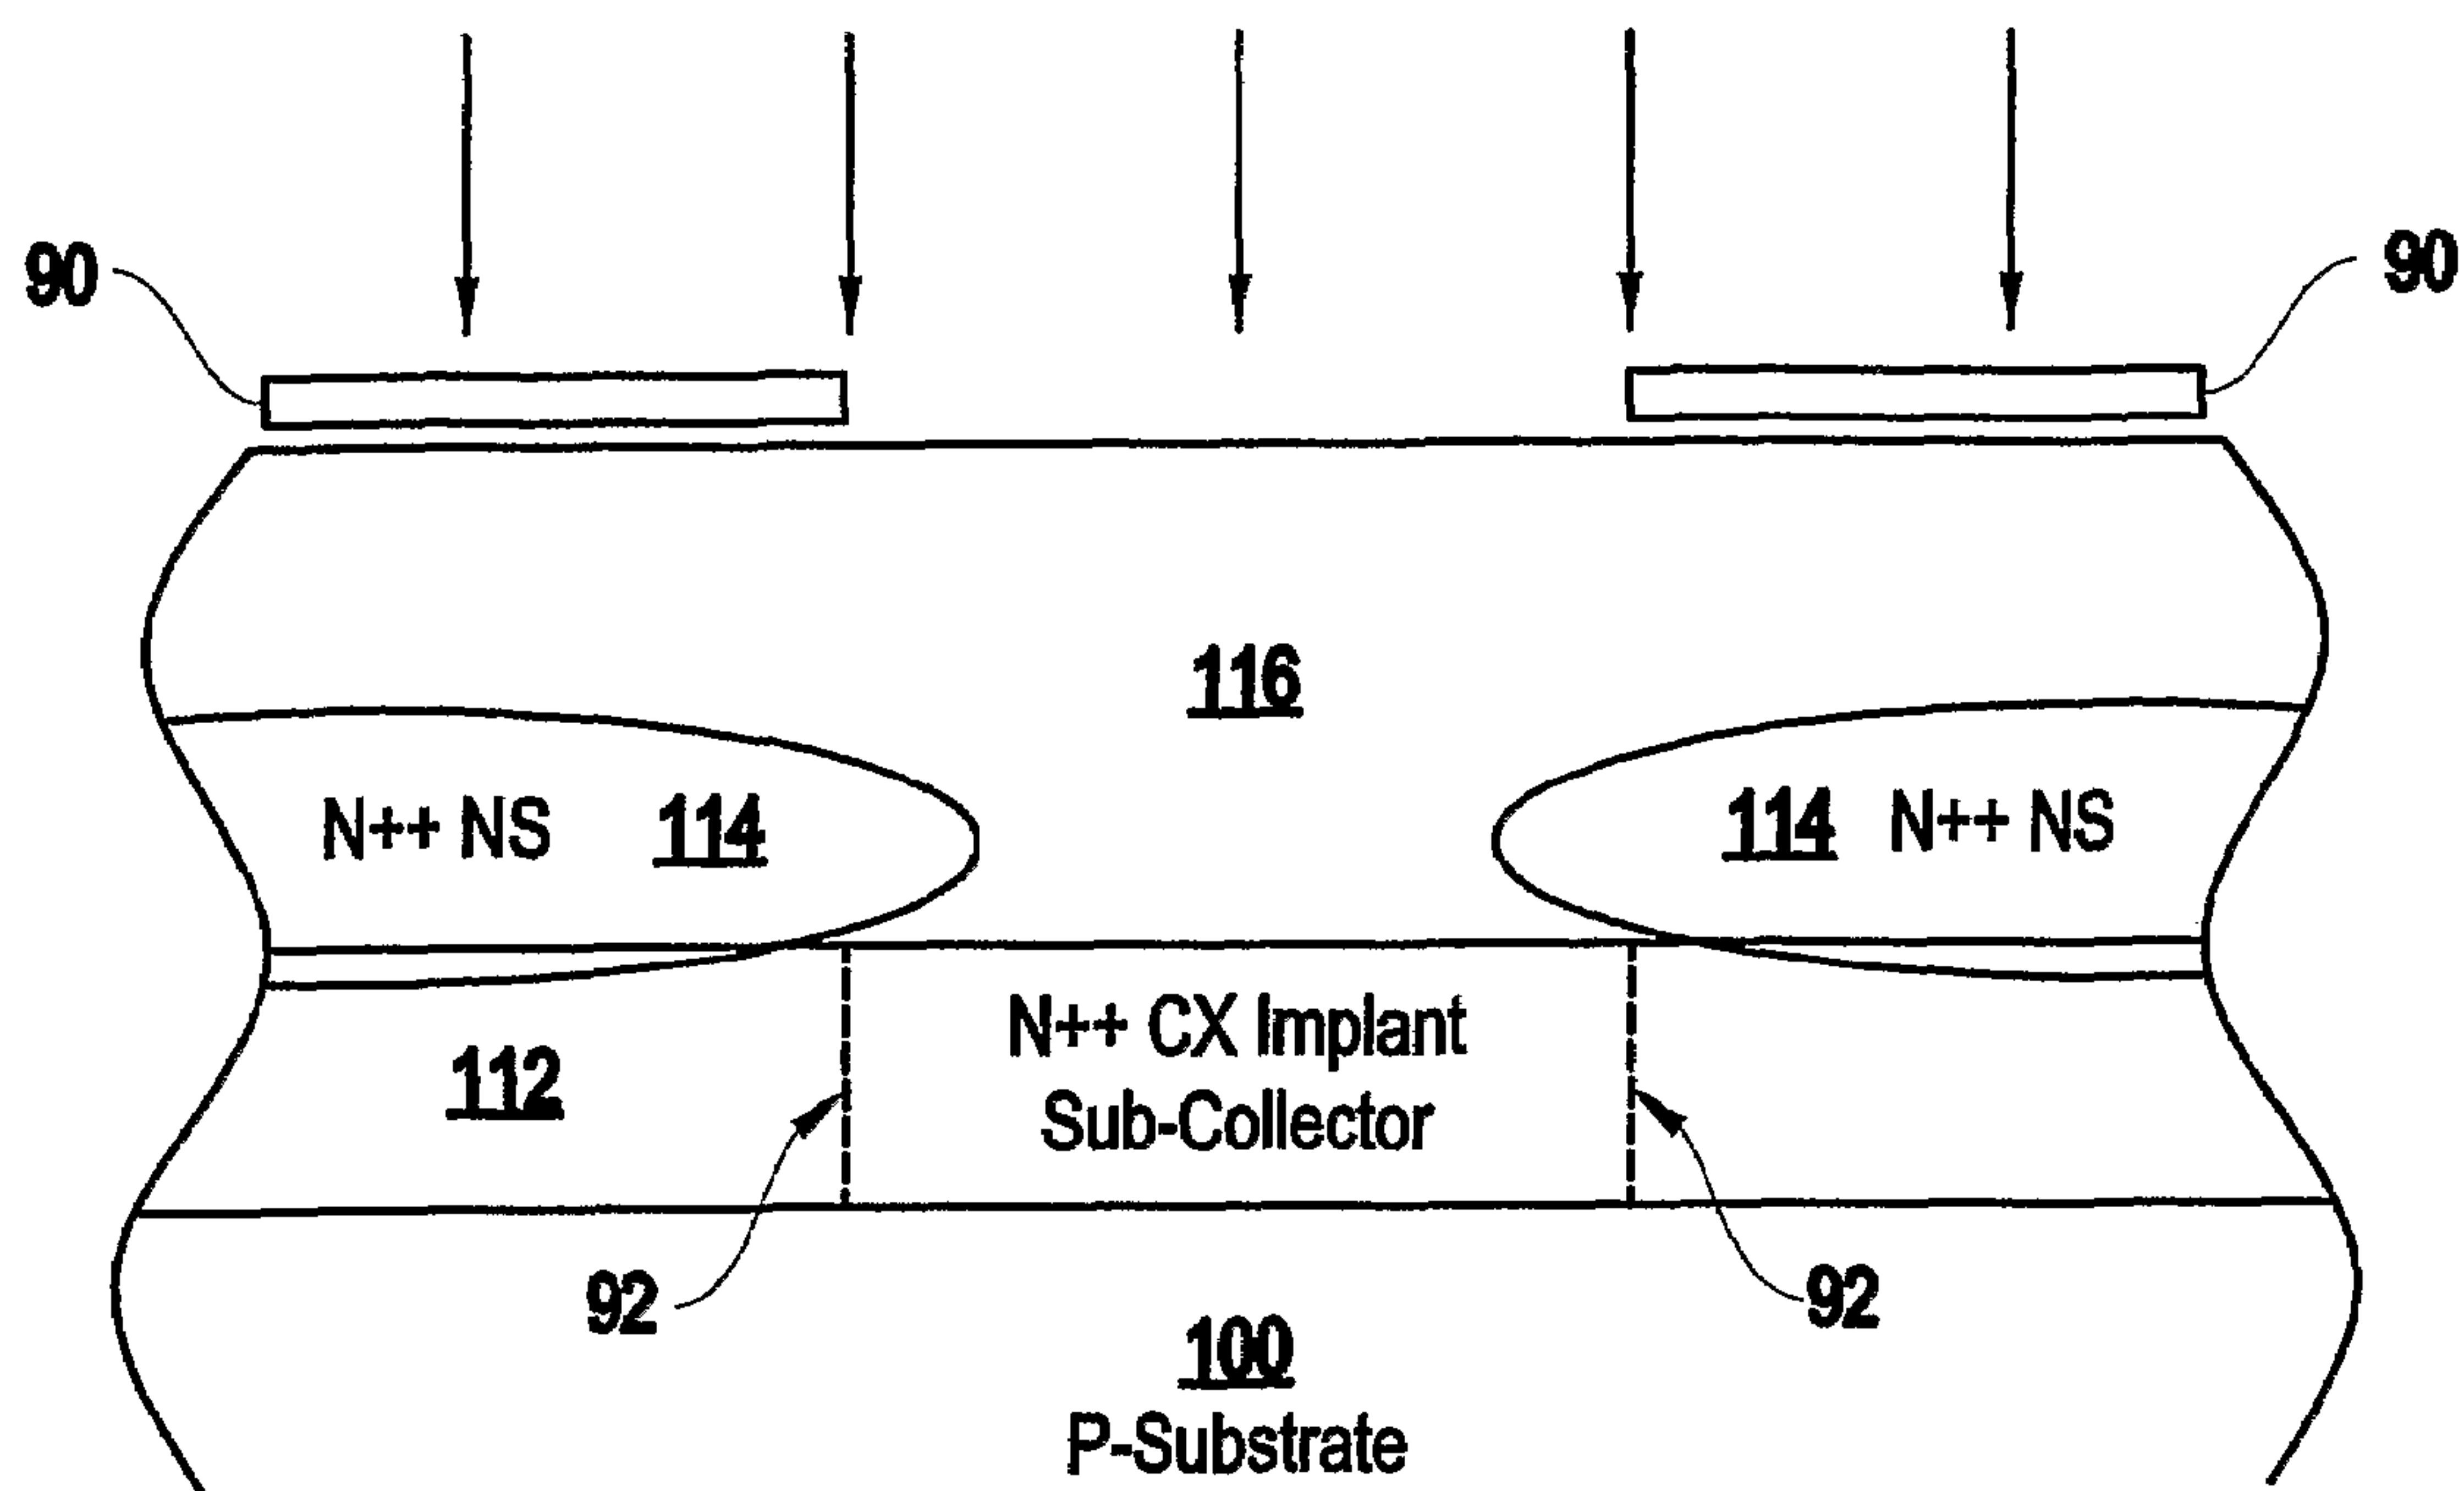 90
90
116
N++ NS 114
114 N++ NS
N++ CX Implant
Sub-Collector
112
92
92
100
P-Substrate